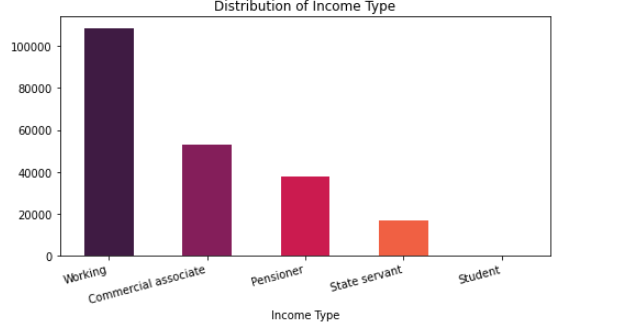 Distribution of Income Type
100000
80000
60000
40000
20000
0
Working
Commercial associate
Pensioner
State servant
Student
Income Type